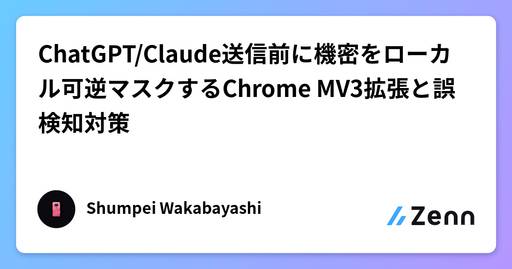 ChatGPT/Claude送信前に機密をローカ
ル可逆マスクするChrome MV3拡張と誤
検知対策
Shumpei Wakabayashi
Zenn